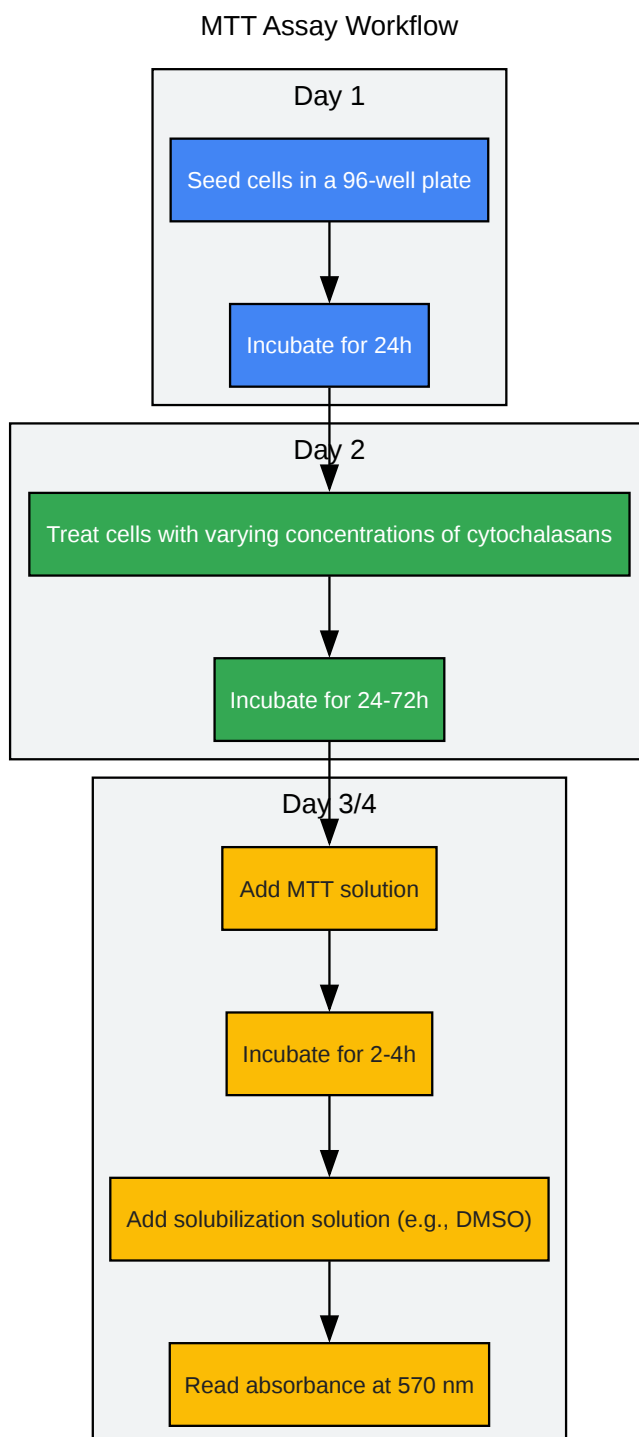 MTT Assay Workflow
Day 1
Seed cells in a 96-well plate
Incubate for 24h
Day 2
Treat cells with varying concentrations of cytochalasans
Incubate for 24-72h
Day 3/4
Add MTT solution
Incubate for 2-4h
Add solubilization solution (e.g., DMSO)
Read absorbance at 570 nm